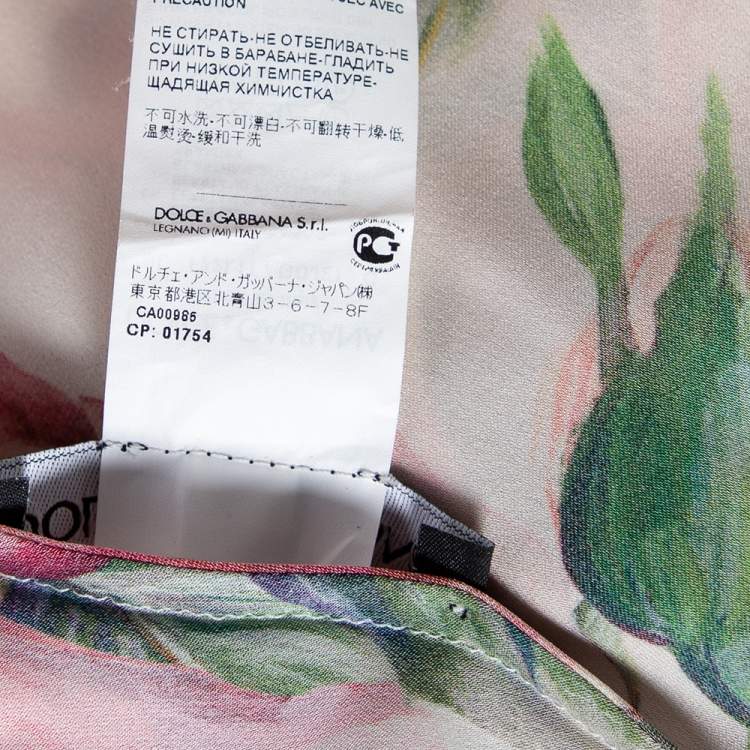 SEC AVEC
PRECAUTION
НЕ СТИРАТЬ-НЕ ОТБЕЛИВАТЬ-НЕ
СУШИТЬ В БАРАБАНЕ-ГЛАДИТЬ
ПРИ НИЗКОЙ ТЕМПЕРАТУРЕ-
ЩАДЯЩАЯ ХИМЧИСТКА
不可水洗-不可漂白-不可翻转干燥-低
温熨烫-缓和干洗
DOLCE & GABBANA S.r.l.
LEGNANO (MI) ITALY
ドルチェ・アンド・ガッバーナ・ジャパン㈱
東京都港区北青山3-6-7-8F
CA00985
CP: 01754